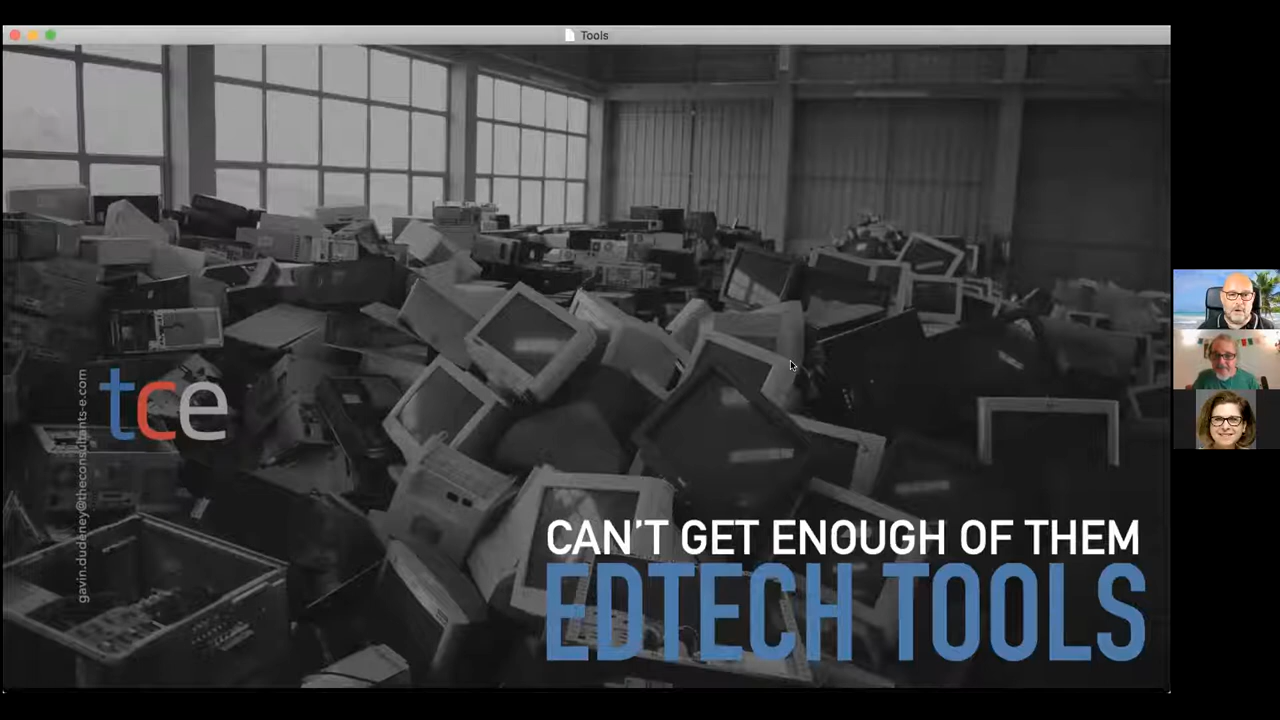 Tools
tce
gavin.dudeney@theconsultants-e.com
CAN'T GET ENOUGH OF THEM
EDTECH TOOLS